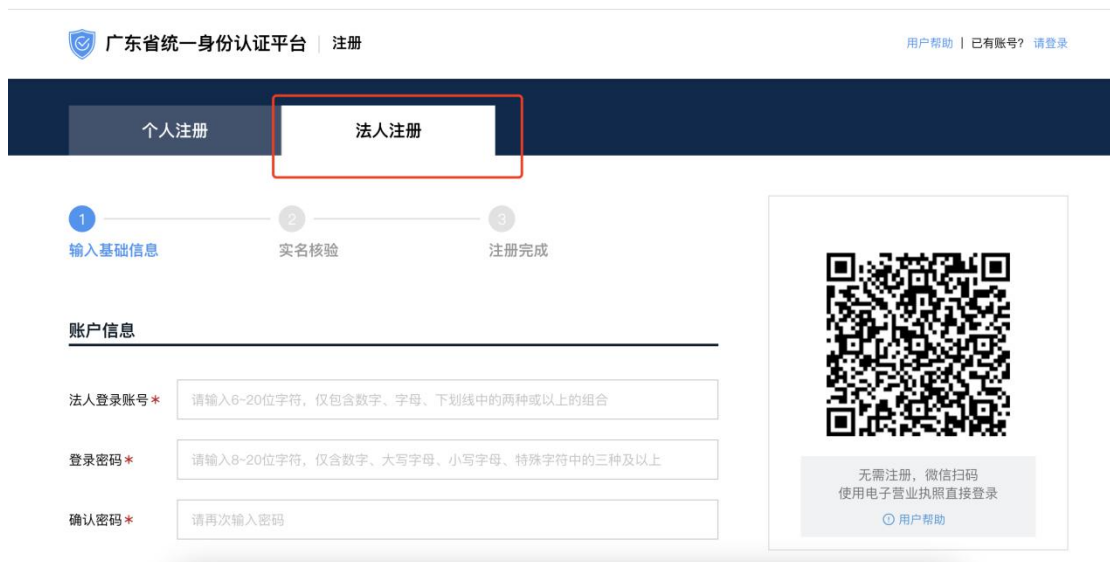 广东省统一身份认证平台 | 注册
用户帮助 | 已有账号? 请登录
个人注册
法人注册
1
2
3
输入基础信息
实名核验
注册完成
账户信息
法人登录账号*
请输入6~20位字符，仅包含数字、字母、下划线中的两种或以上的组合
登录密码*
请输入8~20位字符，仅含数字、大写字母、小写字母、特殊字符中的三种及以上
确认密码*
请再次输入密码
无需注册，微信扫码
使用电子营业执照直接登录
用户帮助